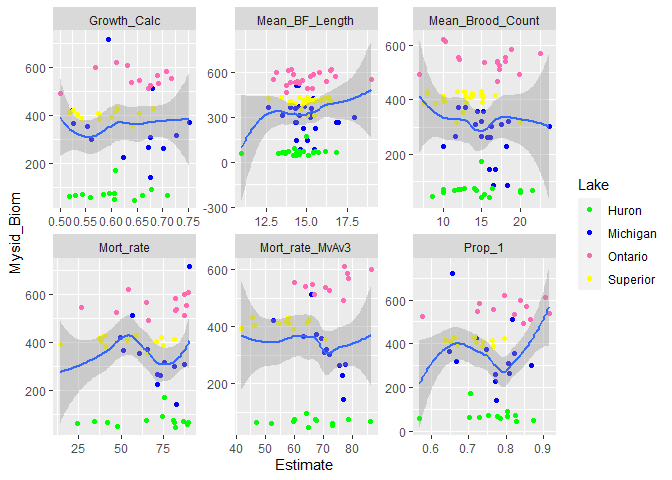 Growth_Calc Mean_BF_Length Mean_Brood_Count
600 400 200
600 300 0 -300
600 400 200
0.50 0.55 0.60 0.65 0.70 0.75
12.5 15.0 17.5
10 15 20
Mort_rate Mort_rate_MvAv3 Prop_1
600 400 200
600 400 200
600 400 200 0
25 50 75
40 50 60 70 80
0.6 0.7 0.8 0.9
Mysid_Biom
Estimate
Lake
Huron
Michigan
Ontario
Superior